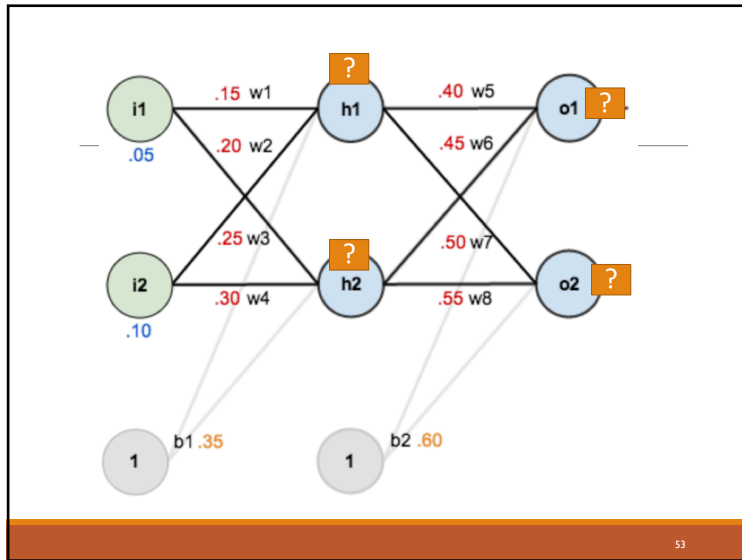 ?
.15 w1
.40 w5
i1
h1
o1
?
.20 w2
.45 w6
.05
.25 w3
?
.50 w7
i2
h2
o2
?
.30 w4
.55 w8
.10
b1 .35
b2 .60
1
1
53